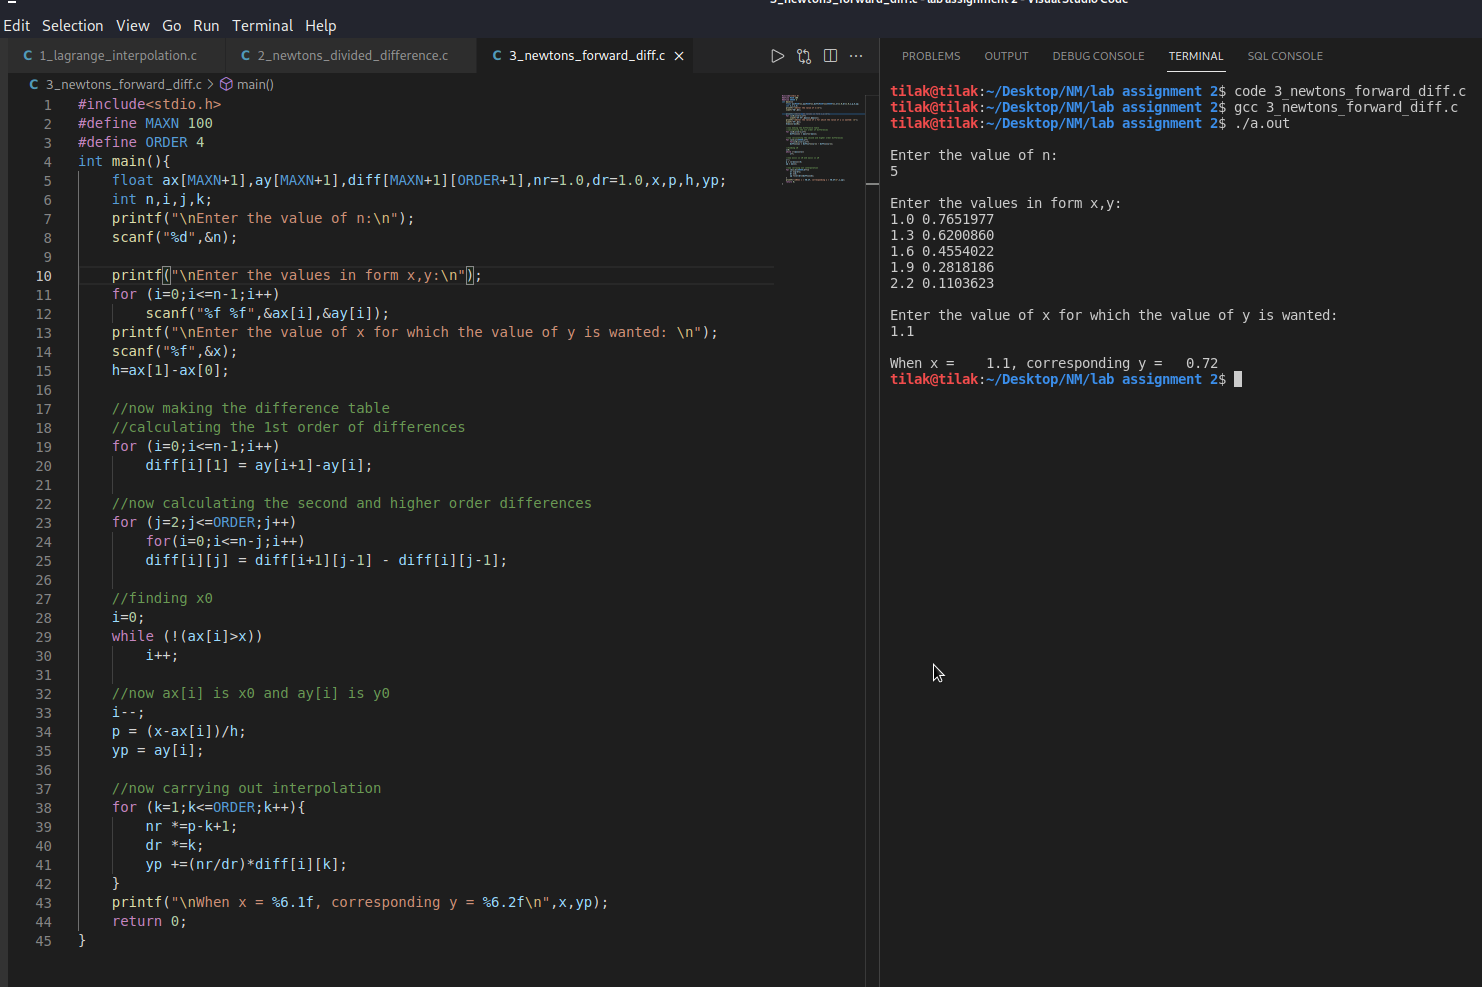 3_newtons_forward_diff.c - lab assignment 2 - Visual Studio Code
Edit Selection View Go Run Terminal Help
C 1_lagrange_interpolation.c C 2_newtons_divided_difference.c C 3_newtons_forward_diff.c
C 3_newtons_forward_diff.c > main()
1 #include<stdio.h>
2 #define MAXN 100
3 #define ORDER 4
4 int main(){
5     float ax[MAXN+1],ay[MAXN+1],diff[MAXN+1][ORDER+1],nr=1.0,dr=1.0,x,p,h,yp;
6     int n,i,j,k;
7     printf("\nEnter the value of n:\n");
8     scanf("%d",&n);
9
10     printf("\nEnter the values in form x,y:\n");
11     for (i=0;i<=n-1;i++)
12         scanf("%f %f",&ax[i],&ay[i]);
13     printf("\nEnter the value of x for which the value of y is wanted: \n");
14     scanf("%f",&x);
15     h=ax[1]-ax[0];
16
17     //now making the difference table
18     //calculating the 1st order of differences
19     for (i=0;i<=n-1;i++)
20         diff[i][1] = ay[i+1]-ay[i];
21
22     //now calculating the second and higher order differences
23     for (j=2;j<=ORDER;j++)
24         for(i=0;i<=n-j;i++)
25         diff[i][j] = diff[i+1][j-1] - diff[i][j-1];
26
27     //finding x0
28     i=0;
29     while (!(ax[i]>x))
30         i++;
31
32     //now ax[i] is x0 and ay[i] is y0
33     i--;
34     p = (x-ax[i])/h;
35     yp = ay[i];
36
37     //now carrying out interpolation
38     for (k=1;k<=ORDER;k++){
39         nr *=p-k+1;
40         dr *=k;
41         yp +=(nr/dr)*diff[i][k];
42     }
43     printf("\nWhen x = %6.1f, corresponding y = %6.2f\n",x,yp);
44     return 0;
45 }
PROBLEMS OUTPUT DEBUG CONSOLE TERMINAL SQL CONSOLE
tilak@tilak:~/Desktop/NM/lab assignment 2$ code 3_newtons_forward_diff.c
tilak@tilak:~/Desktop/NM/lab assignment 2$ gcc 3_newtons_forward_diff.c
tilak@tilak:~/Desktop/NM/lab assignment 2$ ./a.out
Enter the value of n:
5
Enter the values in form x,y:
1.0 0.7651977
1.3 0.6200860
1.6 0.4554022
1.9 0.2818186
2.2 0.1103623
Enter the value of x for which the value of y is wanted:
1.1
When x =    1.1, corresponding y =   0.72
tilak@tilak:~/Desktop/NM/lab assignment 2$